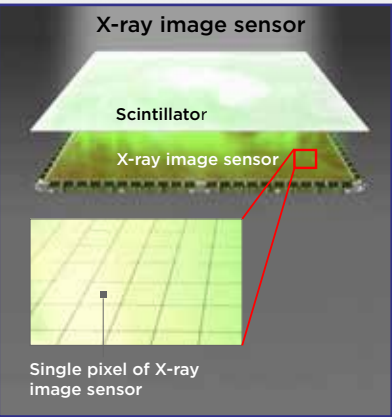 X-ray image sensor
Scintillator
X-ray image sensor
Single pixel of X-ray
image sensor